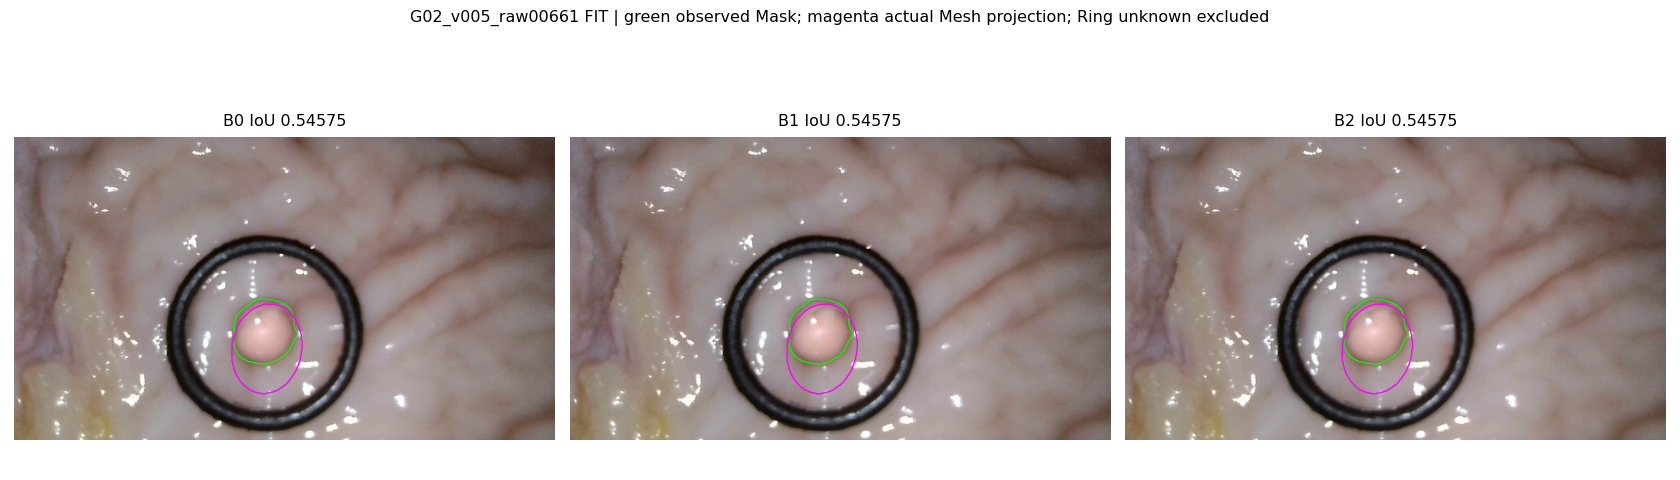 G02_v005_raw00661 FIT | green observed Mask; magenta actual Mesh projection; Ring unknown excluded
B0 IoU 0.54575
B1 IoU 0.54575
B2 IoU 0.54575